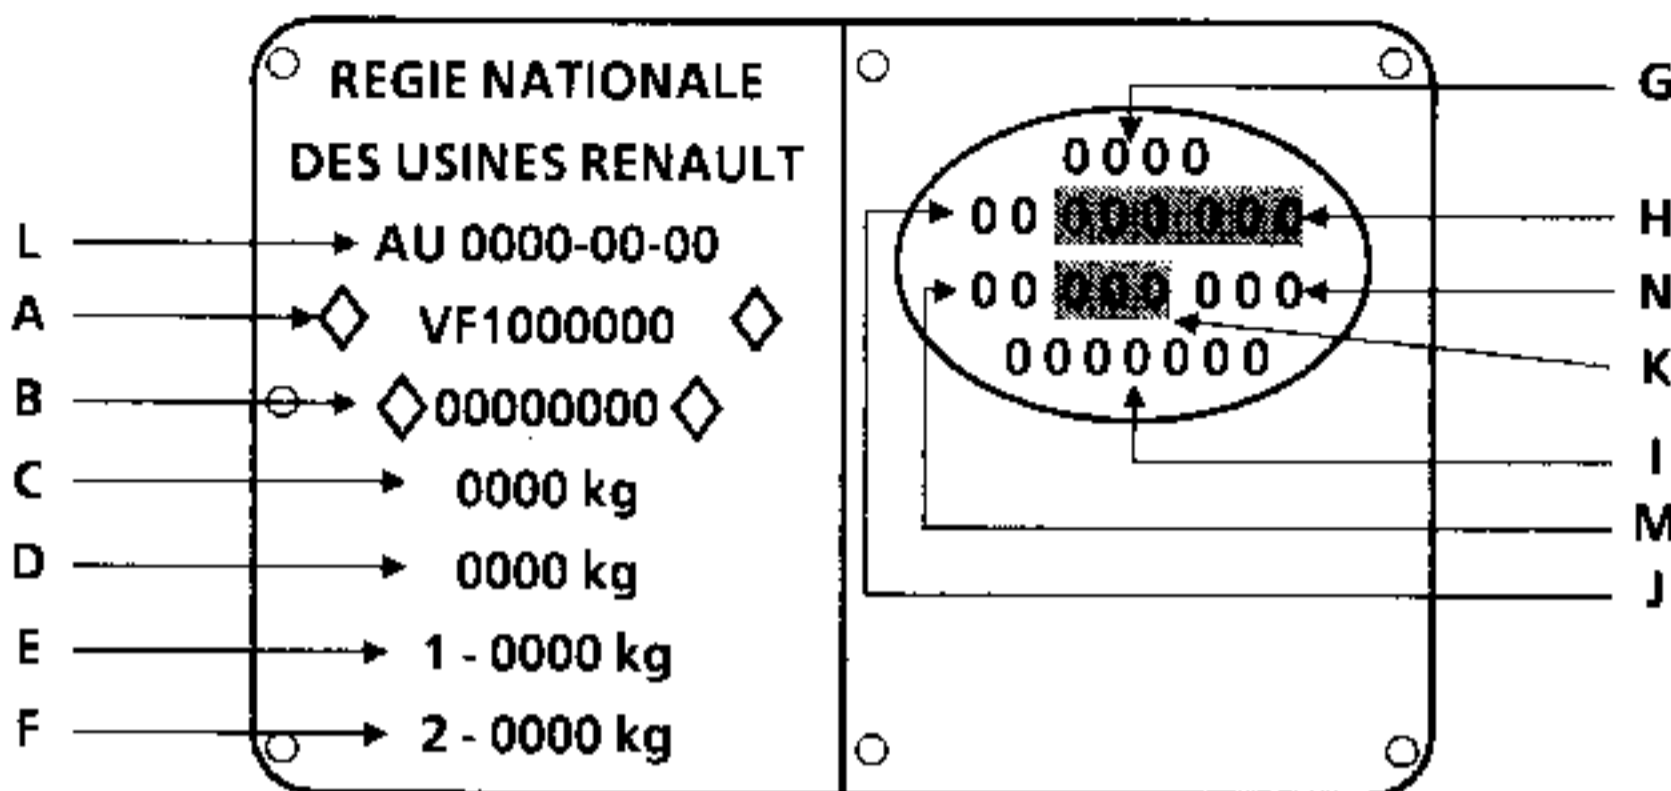 REGIE NATIONALE
DES USINES RENAULT
L AU 0000-00-00
A VF1000000
B 00000000
C 0000 kg
D 0000 kg
E 1 - 0000 kg
F 2 - 0000 kg
G
0000
00 000 000 H
00 000 000 N
K
0000000
I
M
J